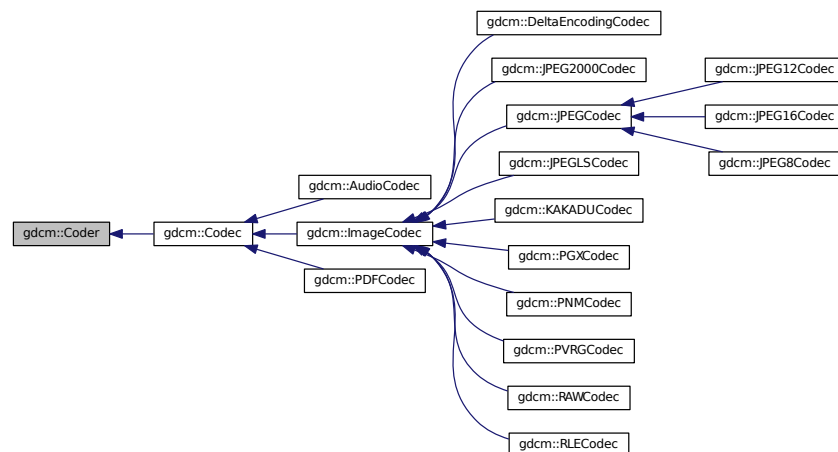 gdcm::DeltaEncodingCodec
gdcm::JPEG2000Codec
gdcm::JPEG12Codec
gdcm::JPEGCodec
gdcm::JPEG16Codec
gdcm::JPEGLSCodec
gdcm::JPEG8Codec
gdcm::AudioCodec
gdcm::KAKADUCodec
gdcm::Coder
gdcm::Codec
gdcm::ImageCodec
gdcm::PGXCodec
gdcm::PDFCodec
gdcm::PNMCodec
gdcm::PVRGCodec
gdcm::RAWCodec
gdcm::RLECodec